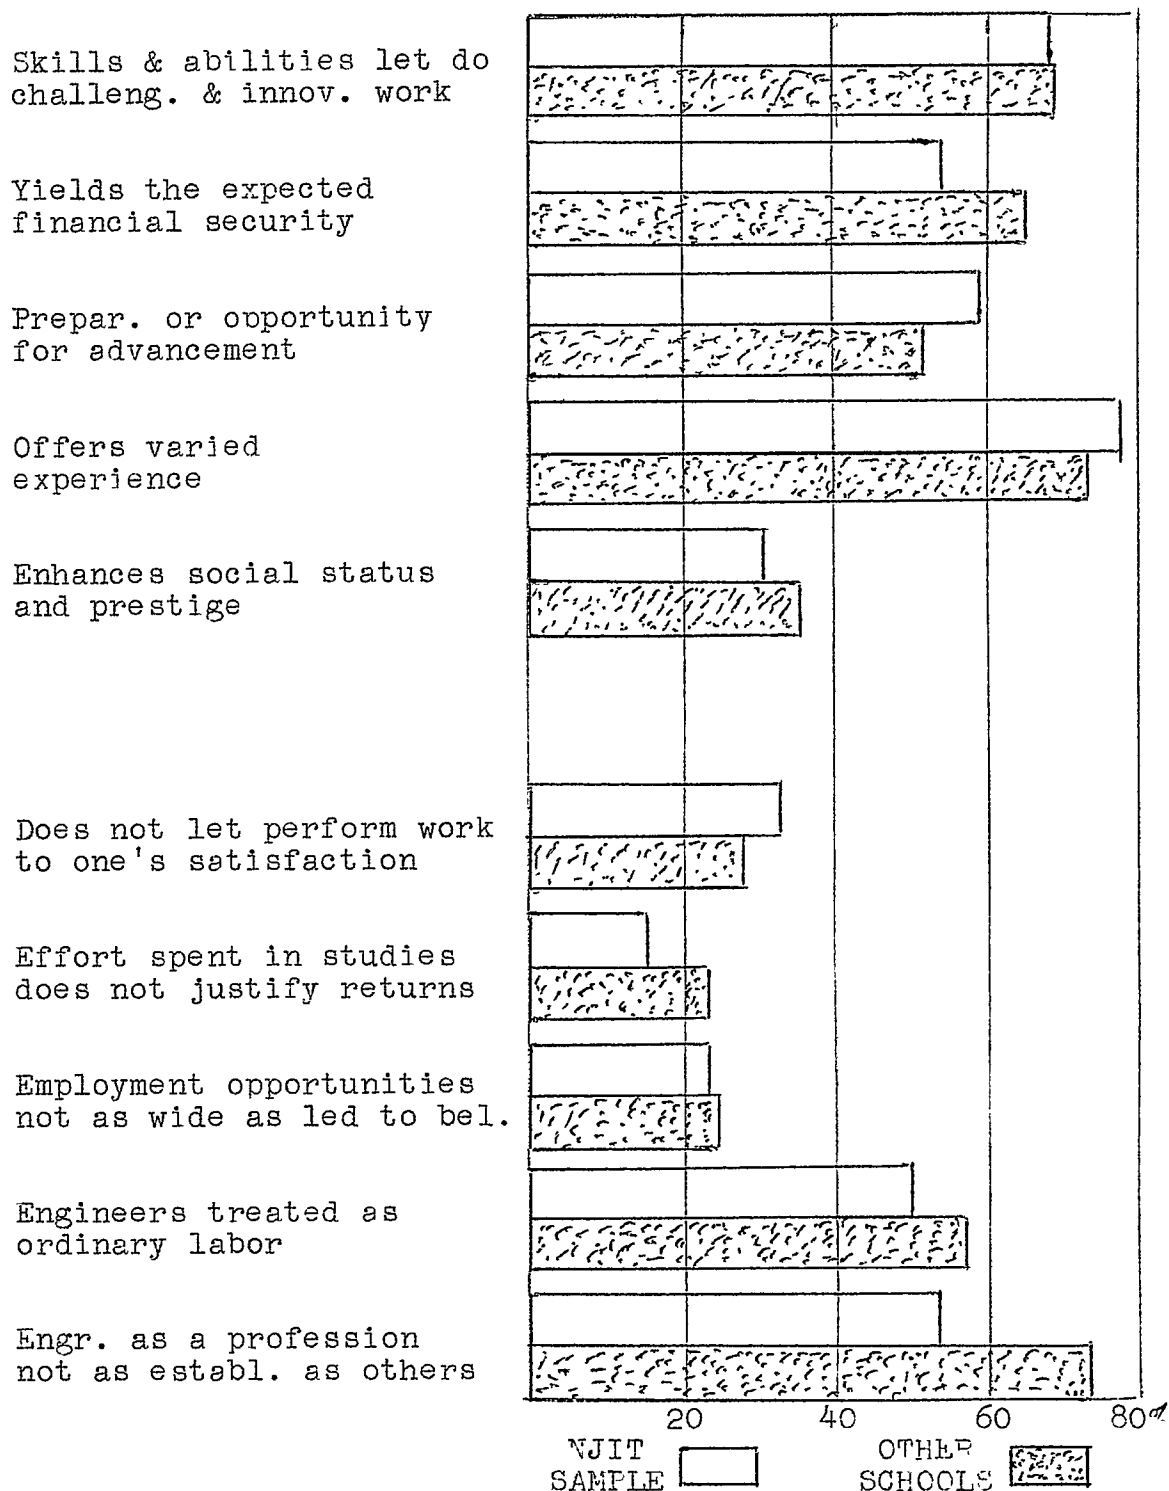 Skills & abilities let do
challeng. & innov. work
Yields the expected
financial security
Prepar. or opportunity
for advancement
Offers varied
experience
Enhances social status
and prestige
Does not let perform work
to one's satisfaction
Effort spent in studies
does not justify returns
Employment opportunities
not as wide as led to bel.
Engineers treated as
ordinary labor
Engr. as a profession
not as establ. as others
20 40 60 80%
NJIT OTHER
SAMPLE SCHOOLS